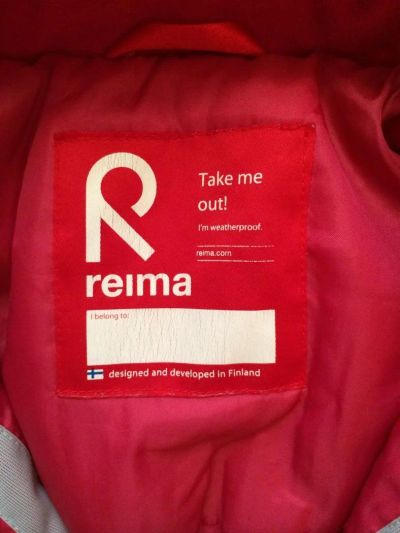 Take me
out!
I'm weatherproof.
reima.com
reima
I belong to:
designed and developed in Finland